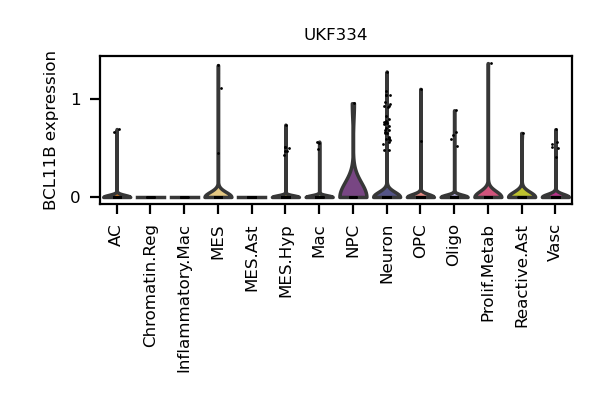 UKF334
BCL11B expression
1
0
AC
Chromatin.Reg
Inflammatory.Mac
MES
MES.Ast
MES.Hyp
Mac
NPC
Neuron
OPC
Oligo
Prolif.Metab
Reactive.Ast
Vasc